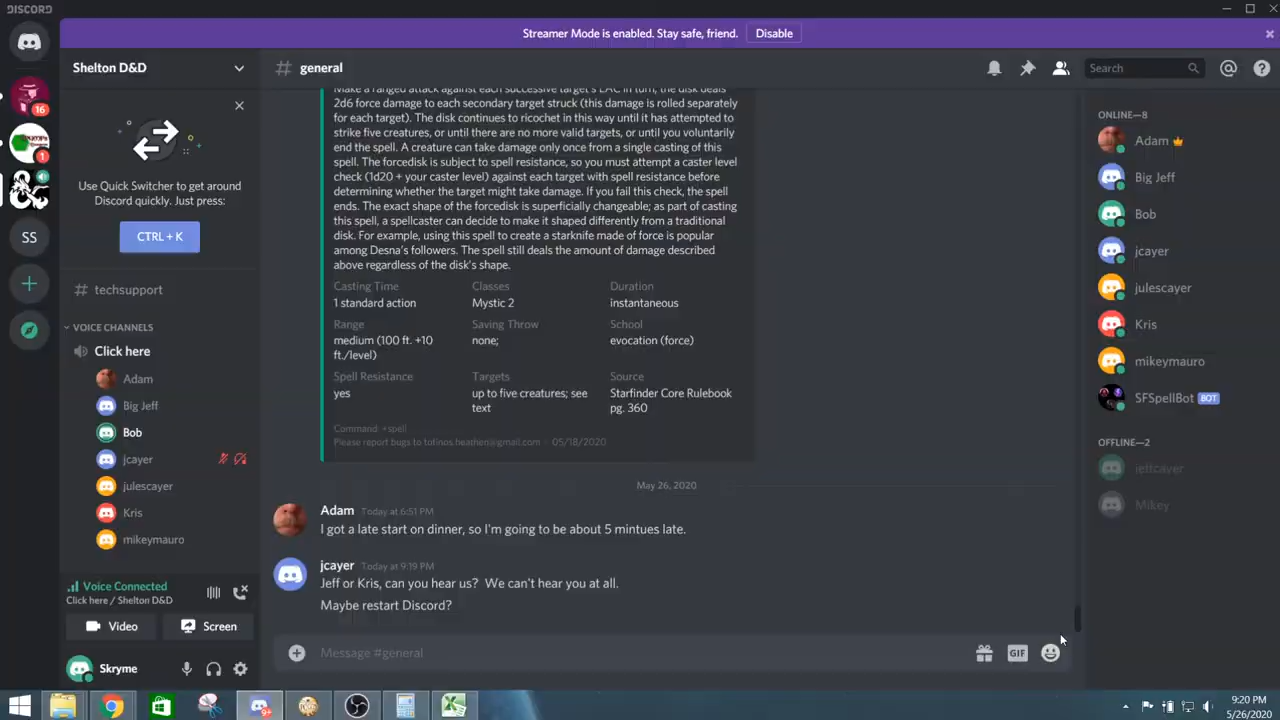 DISCORD
Streamer Mode is enabled. Stay safe, friend.
Disable
Shelton D&D
general
Search
16
1
SS
Use Quick Switcher to get around
Discord quickly. Just press:
CTRL + K
# techsupport
VOICE CHANNELS
Click here
Adam
Big Jeff
Bob
jcayer
julescayer
Kris
mikeymauro
Voice Connected
Click here / Shelton D&D
Video
Screen
Skryme
Make a ranged attack against each successive target's EAC in turn; the disk deals
2d6 force damage to each secondary target struck (this damage is rolled separately
for each target). The disk continues to ricochet in this way until it has attempted to
strike five creatures, or until there are no more valid targets, or until you voluntarily
end the spell. A creature can take damage only once from a single casting of this
spell. The forcedisk is subject to spell resistance, so you must attempt a caster level
check (1d20 + your caster level) against each target with spell resistance before
determining whether the target might take damage. If you fail this check, the spell
ends. The exact shape of the forcedisk is superficially changeable; as part of casting
this spell, a spellcaster can decide to make it shaped differently from a traditional
disk. For example, using this spell to create a starknife made of force is popular
among Desna's followers. The spell still deals the amount of damage described
above regardless of the disk's shape.
Casting Time
1 standard action
Classes
Mystic 2
Duration
instantaneous
Range
medium (100 ft. +10
ft./level)
Saving Throw
none;
School
evocation (force)
Spell Resistance
yes
Targets
up to five creatures; see
text
Source
Starfinder Core Rulebook
pg. 360
Command: +spell
Please report bugs to tofinos.heathen@gmail.com - 05/18/2020
May 26, 2020
Adam Today at 6:51 PM
I got a late start on dinner, so I'm going to be about 5 mintues late.
jcayer Today at 9:19 PM
Jeff or Kris, can you hear us? We can't hear you at all.
Maybe restart Discord?
Message #general
GIF
ONLINE—8
Adam
Big Jeff
Bob
jcayer
julescayer
Kris
mikeymauro
SFSpellBot BOT
OFFLINE—2
jeffcayer
Mikey
9+
9:20 PM
5/26/2020